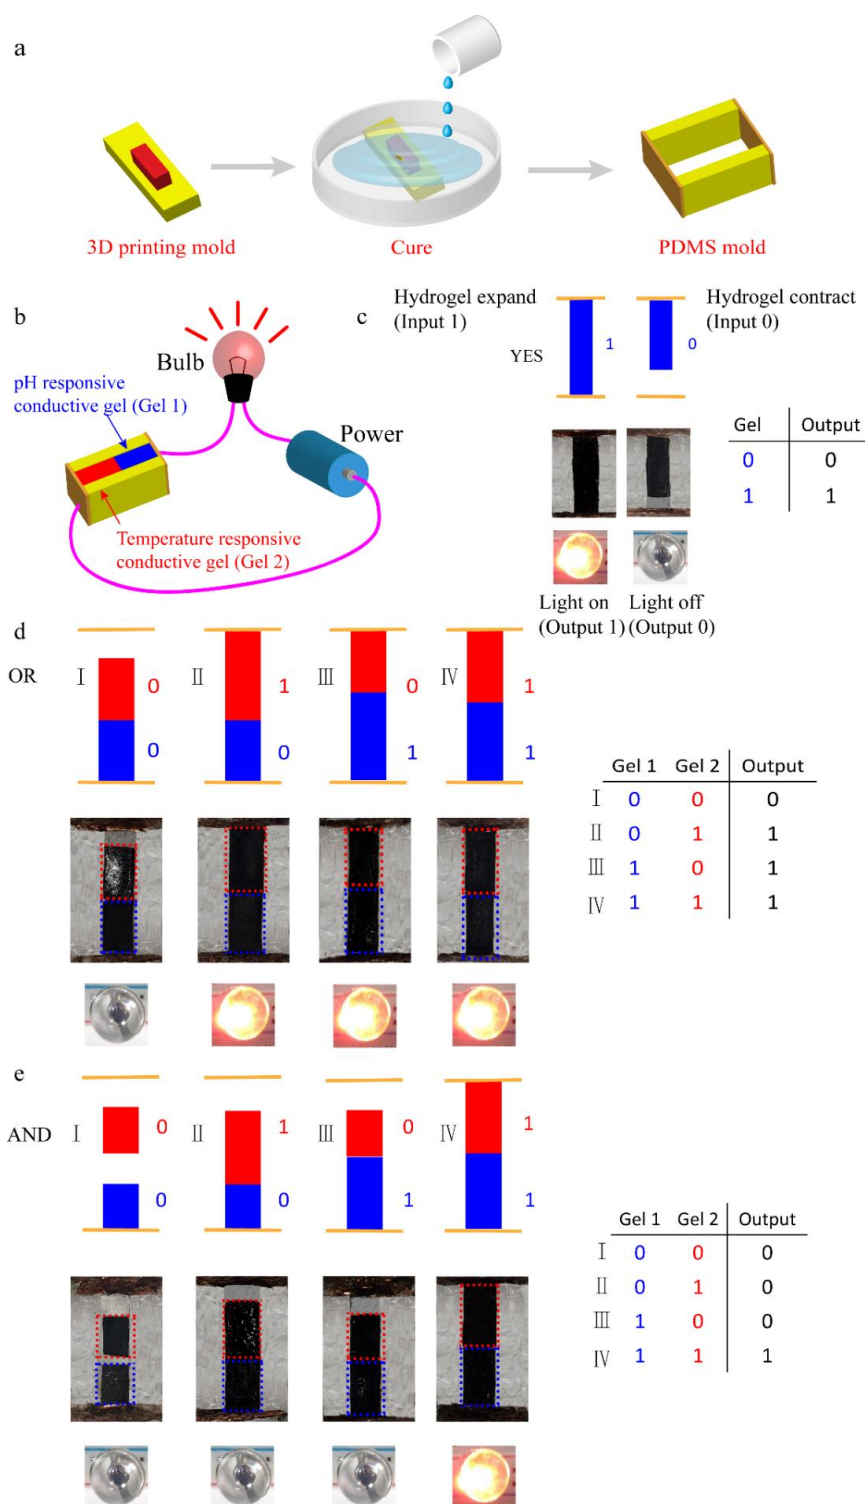 a
3D printing mold
Cure
PDMS mold
b
Bulb
pH responsive
conductive gel (Gel 1)
Power
Temperature responsive
conductive gel (Gel 2)
c
Hydrogel expand
(Input 1)
Hydrogel contract
(Input 0)
YES
1
0
Gel Output
0 0
1 1
Light on
(Output 1)
Light off
(Output 0)
d
OR
Ⅰ 0 0
Ⅱ 1 0
Ⅲ 0 1
Ⅳ 1 1
Gel 1 Gel 2 Output
Ⅰ 0 0 0
Ⅱ 0 1 1
Ⅲ 1 0 1
Ⅳ 1 1 1
e
AND
Ⅰ 0 0
Ⅱ 1 0
Ⅲ 0 1
Ⅳ 1 1
Gel 1 Gel 2 Output
Ⅰ 0 0 0
Ⅱ 0 1 0
Ⅲ 1 0 0
Ⅳ 1 1 1